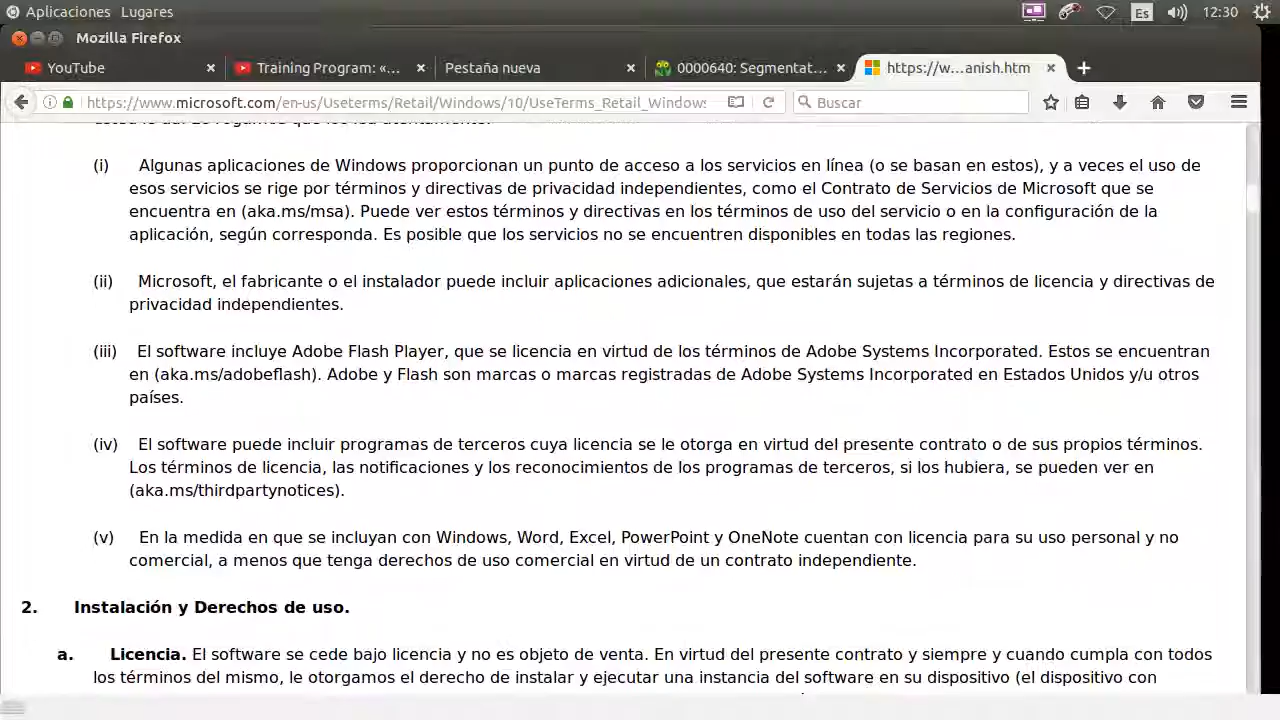 Aplicaciones Lugares
Es
12:30
Mozilla Firefox
YouTube
Training Program: «...
Pestaña nueva
0000640: Segmentat...
https://w...anish.htm
https://www.microsoft.com/en-us/Useterms/Retail/Windows/10/UseTerms_Retail_Windows
Buscar
(i) Algunas aplicaciones de Windows proporcionan un punto de acceso a los servicios en línea (o se basan en estos), y a veces el uso de
esos servicios se rige por términos y directivas de privacidad independientes, como el Contrato de Servicios de Microsoft que se
encuentra en (aka.ms/msa). Puede ver estos términos y directivas en los términos de uso del servicio o en la configuración de la
aplicación, según corresponda. Es posible que los servicios no se encuentren disponibles en todas las regiones.
(ii) Microsoft, el fabricante o el instalador puede incluir aplicaciones adicionales, que estarán sujetas a términos de licencia y directivas de
privacidad independientes.
(iii) El software incluye Adobe Flash Player, que se licencia en virtud de los términos de Adobe Systems Incorporated. Estos se encuentran
en (aka.ms/adobeflash). Adobe y Flash son marcas o marcas registradas de Adobe Systems Incorporated en Estados Unidos y/u otros
países.
(iv) El software puede incluir programas de terceros cuya licencia se le otorga en virtud del presente contrato o de sus propios términos.
Los términos de licencia, las notificaciones y los reconocimientos de los programas de terceros, si los hubiera, se pueden ver en
(aka.ms/thirdpartynotices).
(v) En la medida en que se incluyan con Windows, Word, Excel, PowerPoint y OneNote cuentan con licencia para su uso personal y no
comercial, a menos que tenga derechos de uso comercial en virtud de un contrato independiente.
2. Instalación y Derechos de uso.
a. Licencia. El software se cede bajo licencia y no es objeto de venta. En virtud del presente contrato y siempre y cuando cumpla con todos
los términos del mismo, le otorgamos el derecho de instalar y ejecutar una instancia del software en su dispositivo (el dispositivo con